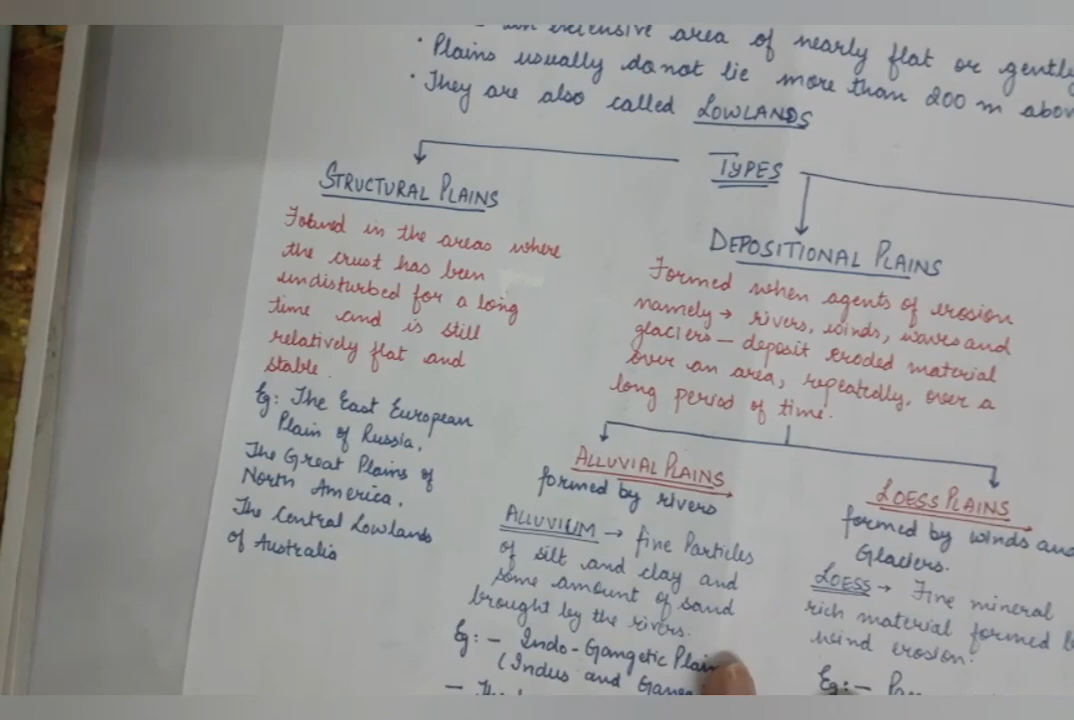 an extensive area of nearly flat or gently
• Plains usually donot lie more than 200 m above
• They are also called LOWLANDS
TYPES
STRUCTURAL PLAINS
Formed in the areas where
the crust has been
undisturbed for a long
time and is still
relatively flat and
stable.
Eg: The East European
Plain of Russia.
The Great Plains of
North America.
The Central Lowlands
of Australia
DEPOSITIONAL PLAINS
Formed when agents of erosion
namely → rivers, winds, waves and
glaciers — deposit eroded material
over an area, repeatedly, over a
long period of time.
ALLUVIAL PLAINS
formed by rivers
ALLUVIUM → fine Particles
of silt and clay and
some amount of sand
brought by the rivers.
Eg: – Indo-Gangetic Plain
(Indus and Ganga
LOESS PLAINS
formed by winds and
Glaciers.
LOESS → Fine mineral
rich material formed b
wind erosion.
Eg:–